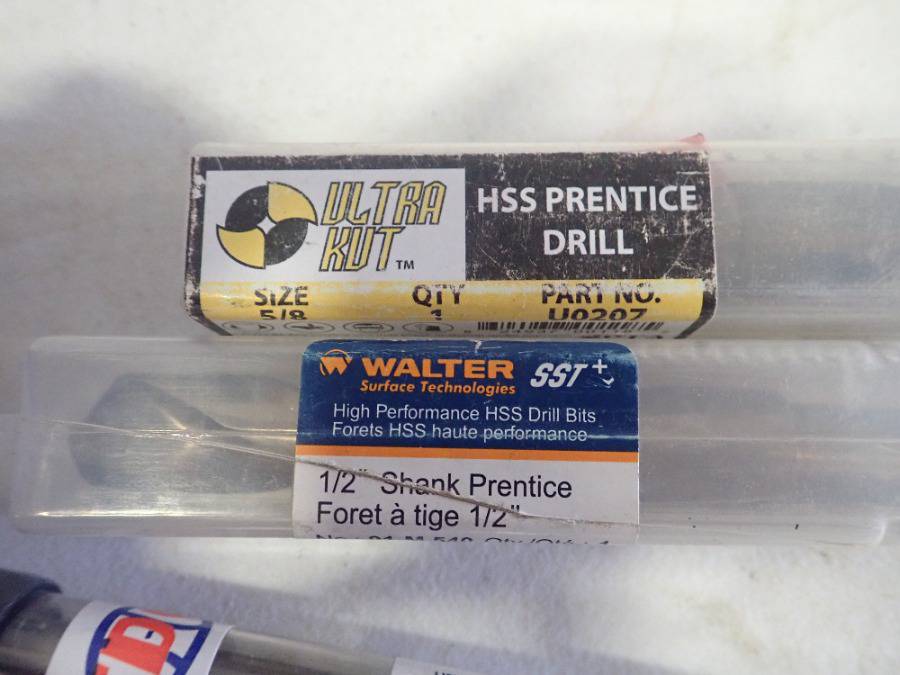 ULTRA
KUT TM
HSS PRENTICE
DRILL
SIZE QTY PART NO.
5/8 1 U0207
WALTER SST+
Surface Technologies
High Performance HSS Drill Bits
Forets HSS haute performance
1/2" Shank Prentice
Foret à tige 1/2"